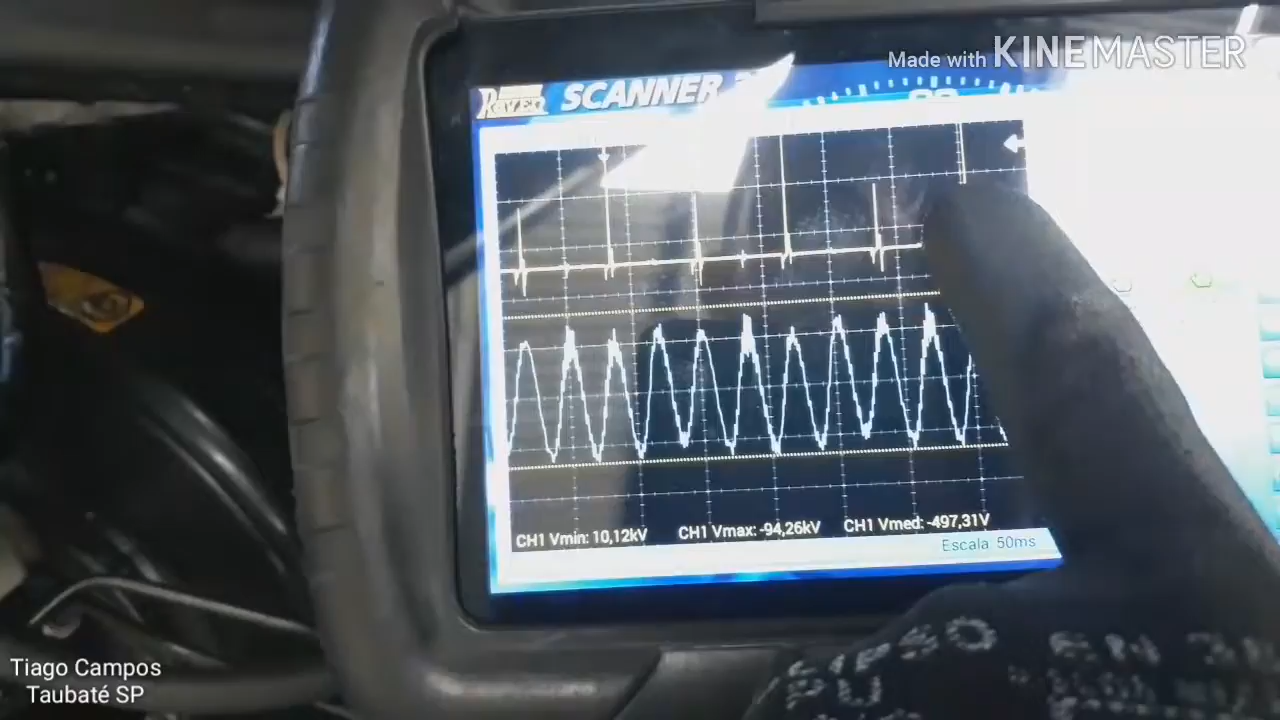 Made with KINEMASTER
SCANNER
CH1 Vmin: 10,12kV
CH1 Vmax: -94,26kV
CH1 Vmed: -497,31V
Escala 50ms
Tiago Campos
Taubaté SP